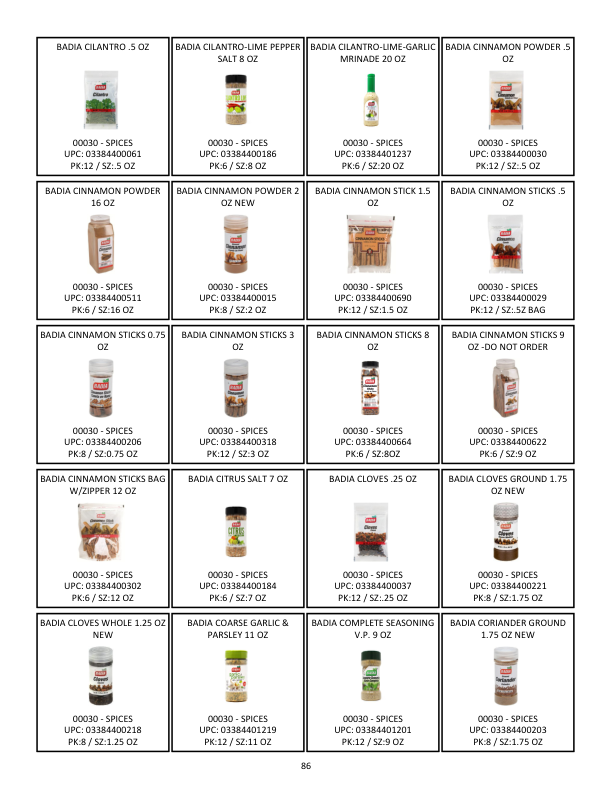 BADIA CILANTRO .5 OZ
00030 - SPICES
UPC: 03384400061
PK:12 / SZ:.5 OZ
BADIA CILANTRO-LIME PEPPER
SALT 8 OZ
00030 - SPICES
UPC: 03384400186
PK:6 / SZ:8 OZ
BADIA CILANTRO-LIME-GARLIC
MRINADE 20 OZ
00030 - SPICES
UPC: 03384401237
PK:6 / SZ:20 OZ
BADIA CINNAMON POWDER .5
OZ
00030 - SPICES
UPC: 03384400030
PK:12 / SZ:.5 OZ
BADIA CINNAMON POWDER
16 OZ
00030 - SPICES
UPC: 03384400511
PK:6 / SZ:16 OZ
BADIA CINNAMON POWDER 2
OZ NEW
00030 - SPICES
UPC: 03384400015
PK:8 / SZ:2 OZ
BADIA CINNAMON STICK 1.5
OZ
00030 - SPICES
UPC: 03384400690
PK:12 / SZ:1.5 OZ
BADIA CINNAMON STICKS .5
OZ
00030 - SPICES
UPC: 03384400029
PK:12 / SZ:.5Z BAG
BADIA CINNAMON STICKS 0.75
OZ
00030 - SPICES
UPC: 03384400206
PK:8 / SZ:0.75 OZ
BADIA CINNAMON STICKS 3
OZ
00030 - SPICES
UPC: 03384400318
PK:12 / SZ:3 OZ
BADIA CINNAMON STICKS 8
OZ
00030 - SPICES
UPC: 03384400664
PK:6 / SZ:8OZ
BADIA CINNAMON STICKS 9
OZ -DO NOT ORDER
00030 - SPICES
UPC: 03384400622
PK:6 / SZ:9 OZ
BADIA CINNAMON STICKS BAG
W/ZIPPER 12 OZ
00030 - SPICES
UPC: 03384400302
PK:6 / SZ:12 OZ
BADIA CITRUS SALT 7 OZ
00030 - SPICES
UPC: 03384400184
PK:6 / SZ:7 OZ
BADIA CLOVES .25 OZ
00030 - SPICES
UPC: 03384400037
PK:12 / SZ:.25 OZ
BADIA CLOVES GROUND 1.75
OZ NEW
00030 - SPICES
UPC: 03384400221
PK:8 / SZ:1.75 OZ
BADIA CLOVES WHOLE 1.25 OZ
NEW
00030 - SPICES
UPC: 03384400218
PK:8 / SZ:1.25 OZ
BADIA COARSE GARLIC &
PARSLEY 11 OZ
00030 - SPICES
UPC: 03384401219
PK:12 / SZ:11 OZ
BADIA COMPLETE SEASONING
V.P. 9 OZ
00030 - SPICES
UPC: 03384401201
PK:12 / SZ:9 OZ
BADIA CORIANDER GROUND
1.75 OZ NEW
00030 - SPICES
UPC: 03384400203
PK:8 / SZ:1.75 OZ
86